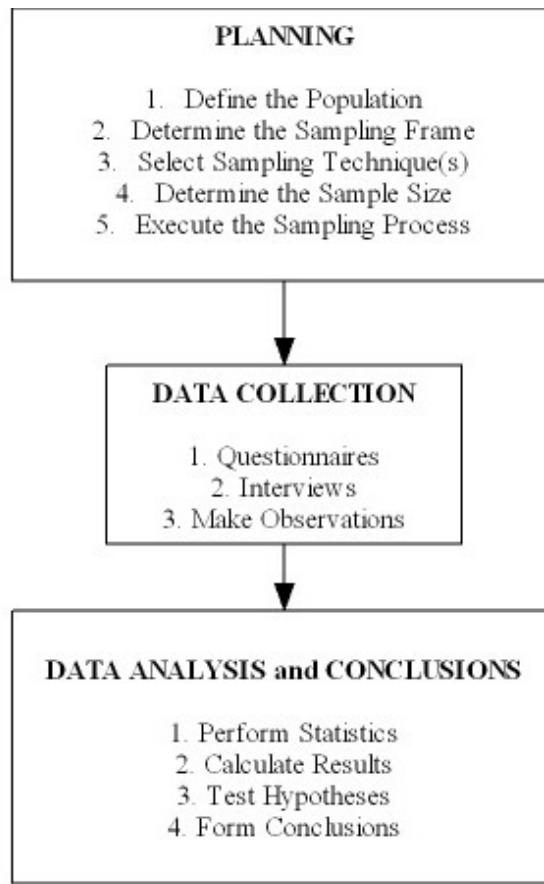 PLANNING
1. Define the Population
2. Determine the Sampling Frame
3. Select Sampling Technique(s)
4. Determine the Sample Size
5. Execute the Sampling Process
DATA COLLECTION
1. Questionnaires
2. Interviews
3. Make Observations
DATA ANALYSIS and CONCLUSIONS
1. Perform Statistics
2. Calculate Results
3. Test Hypotheses
4. Form Conclusions